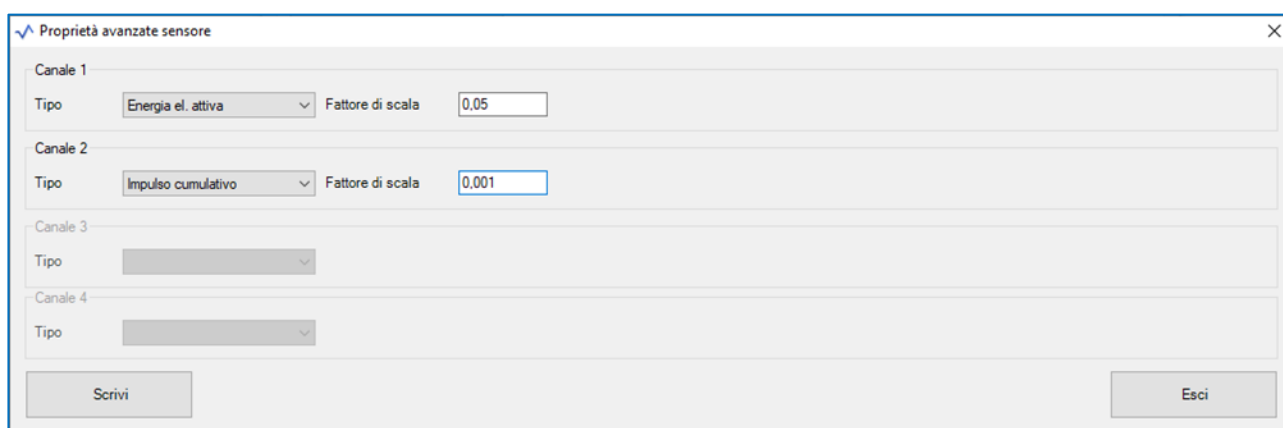 Proprietà avanzate sensore
Canale 1
Tipo Energia el. attiva Fattore di scala 0,05
Canale 2
Tipo Impulso cumulativo Fattore di scala 0,001
Canale 3
Tipo
Canale 4
Tipo
Scrivi Esci